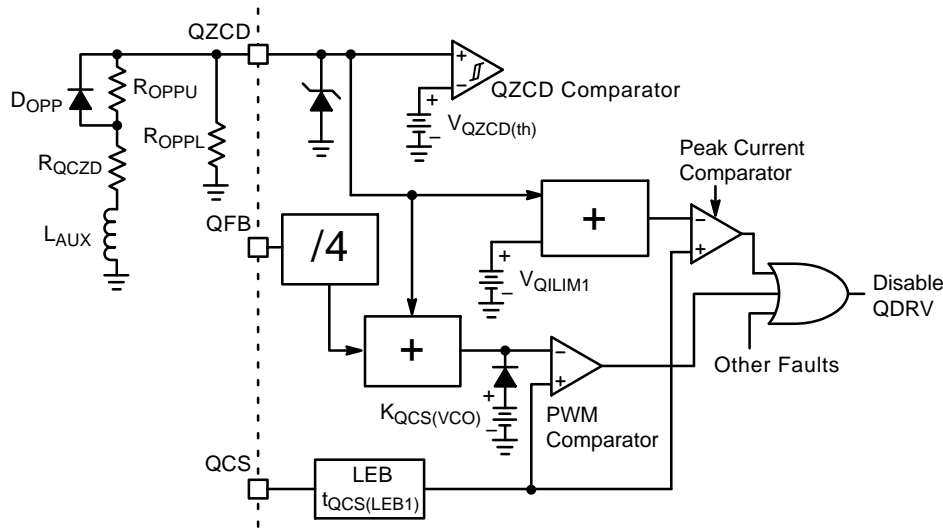 QZCD
DOPP
ROPPU
ROPPL
RQCZD
LAUX
+
−
QZCD Comparator
+
−
VQZCD(th)
Peak Current
Comparator
QFB
/4
+
−
+
+
−
VQILIM1
Disable
QDRV
Other Faults
+
−
+
+
−
KQCS(VCO)
PWM
Comparator
QCS
LEB
tQCS(LEB1)